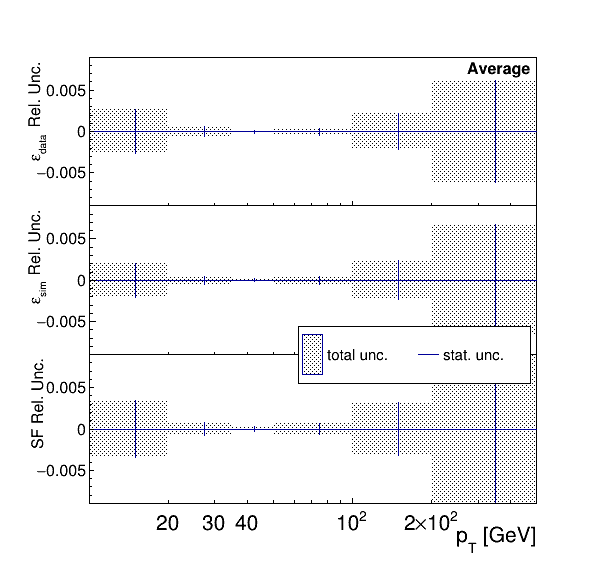 Average
ε_data Rel. Unc.
0.005
0
−0.005
ε_sim Rel. Unc.
0.005
0
−0.005
total unc.
stat. unc.
SF Rel. Unc.
0.005
0
−0.005
20 30 40 10² 2×10²
p_T [GeV]